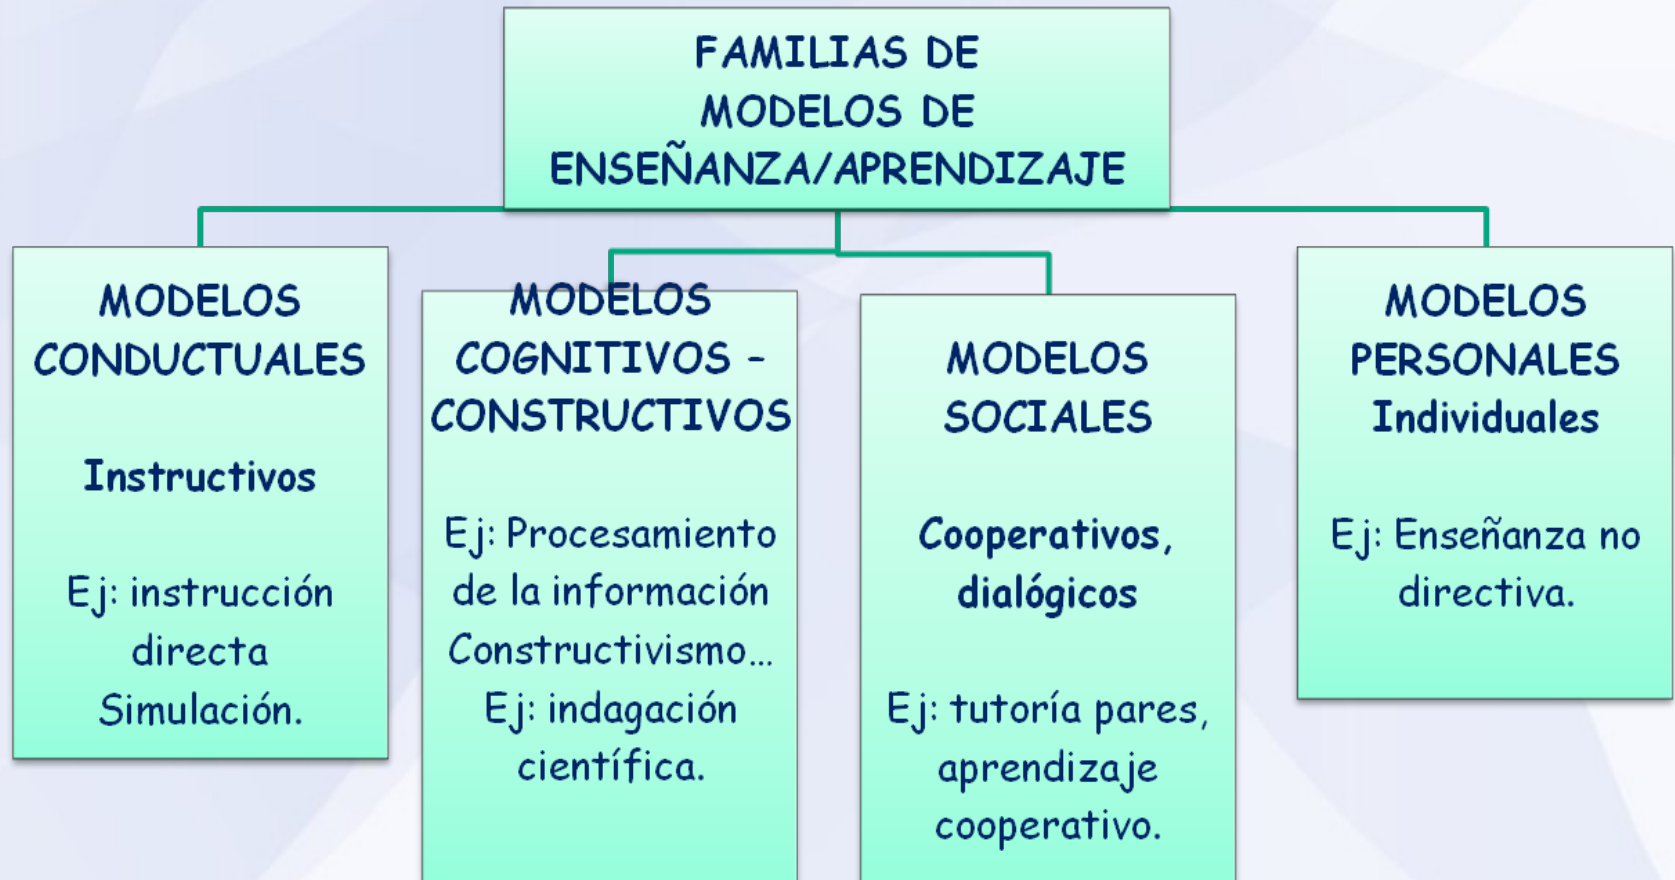 FAMILIAS DE
MODELOS DE
ENSEÑANZA/APRENDIZAJE
MODELOS
CONDUCTUALES
Instructivos
Ej: instrucción
directa
Simulación.
MODELOS
COGNITIVOS –
CONSTRUCTIVOS
Ej: Procesamiento
de la información
Constructivismo…
Ej: indagación
científica.
MODELOS
SOCIALES
Cooperativos,
dialógicos
Ej: tutoría pares,
aprendizaje
cooperativo.
MODELOS
PERSONALES
Individuales
Ej: Enseñanza no
directiva.